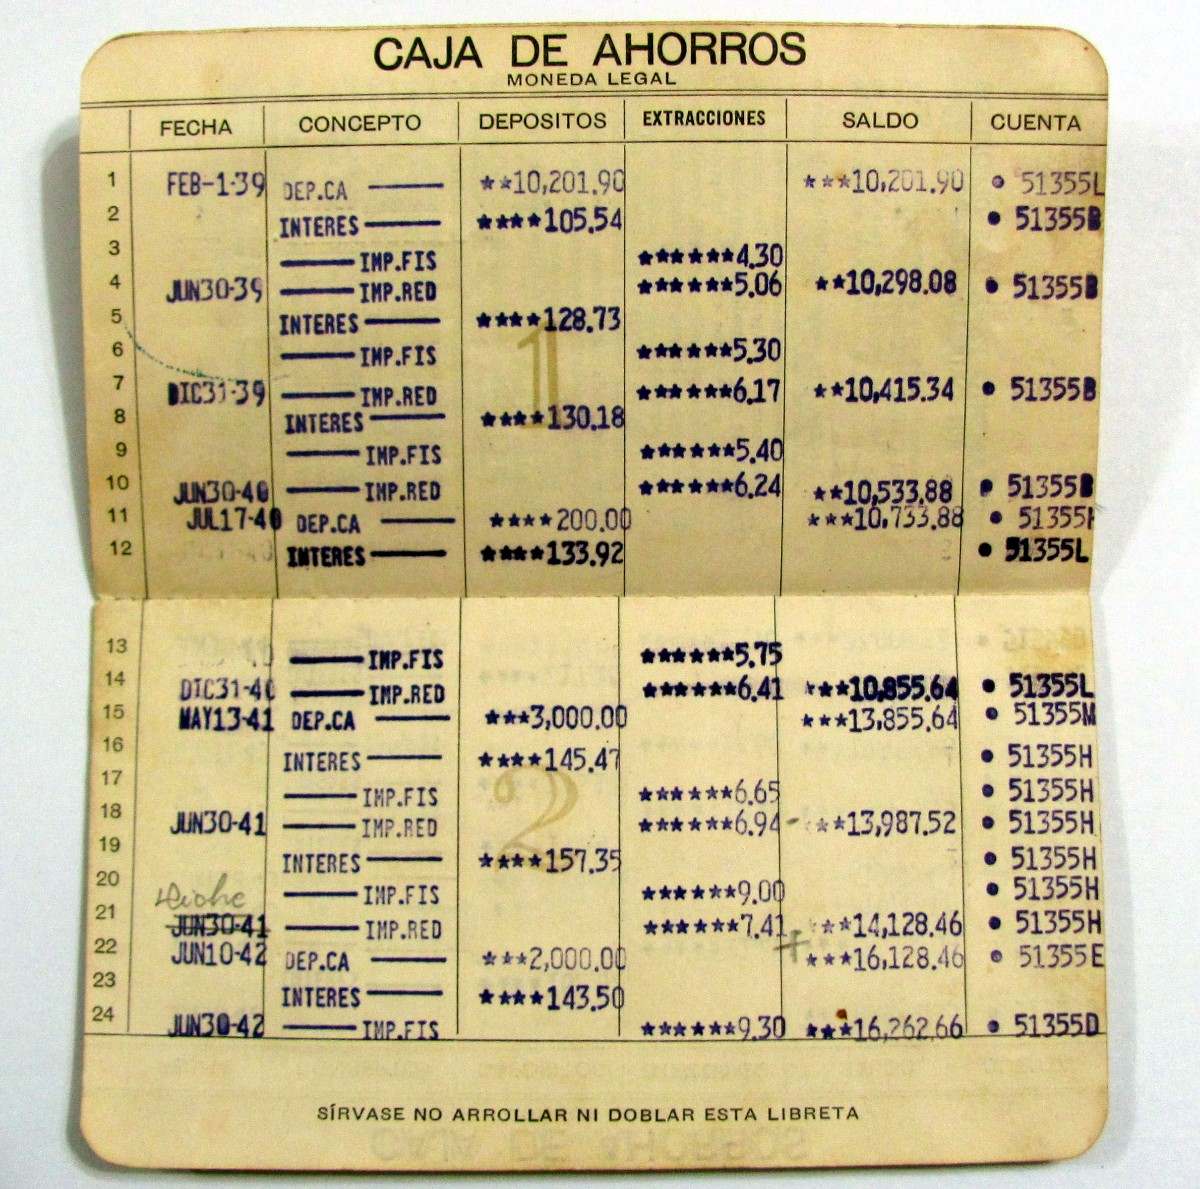 CAJA DE AHORROS
MONEDA LEGAL
FECHA CONCEPTO DEPOSITOS EXTRACCIONES SALDO CUENTA
1 FEB-1-39 DEP.CA —— **10,201.90 ***10,201.90 • 51355L
2 INTERES —— ****105.54 • 51355B
3 —— IMP.FIS ******4.30
4 JUN30-39 —— IMP.RED ******5.06 **10,298.08 • 51355B
5 INTERES —— ****128.73
6 —— IMP.FIS ******5.30
7 DIC31-39 —— IMP.RED ******6.17 **10,415.34 • 51355B
8 INTERES —— ****130.18
9 —— IMP.FIS ******5.40
10 JUN30-40 —— IMP.RED ******6.24 **10,533.88 • 51355B
11 JUL17-40 DEP.CA —— ****200.00 ***10,733.88 • 51355
12 INTERES —— ****133.92 • 51355L
13 —— IMP.FIS ******5.75
14 DIC31-40 —— IMP.RED ******6.41 ***10,855.64 • 51355L
15 MAY13-41 DEP.CA —— ***3,000.00 ***13,855.64 • 51355M
16 INTERES —— ****145.47 • 51355H
17 —— IMP.FIS ******6.65 • 51355H
18 JUN30-41 —— IMP.RED ******6.94 ***13,987.52 • 51355H
19 INTERES —— ****157.35 • 51355H
20 —— IMP.FIS ******9.00 • 51355H
21 JUN30-41 —— IMP.RED ******7.41 ***14,128.46 • 51355H
22 JUN10-42 DEP.CA —— ***2,000.00 + ***16,128.46 • 51355E
23 INTERES —— ****143.50
24 JUN30-42 —— IMP.FIS ******9.30 ***16,262.66 • 51355D
1
2
SÍRVASE NO ARROLLAR NI DOBLAR ESTA LIBRETA